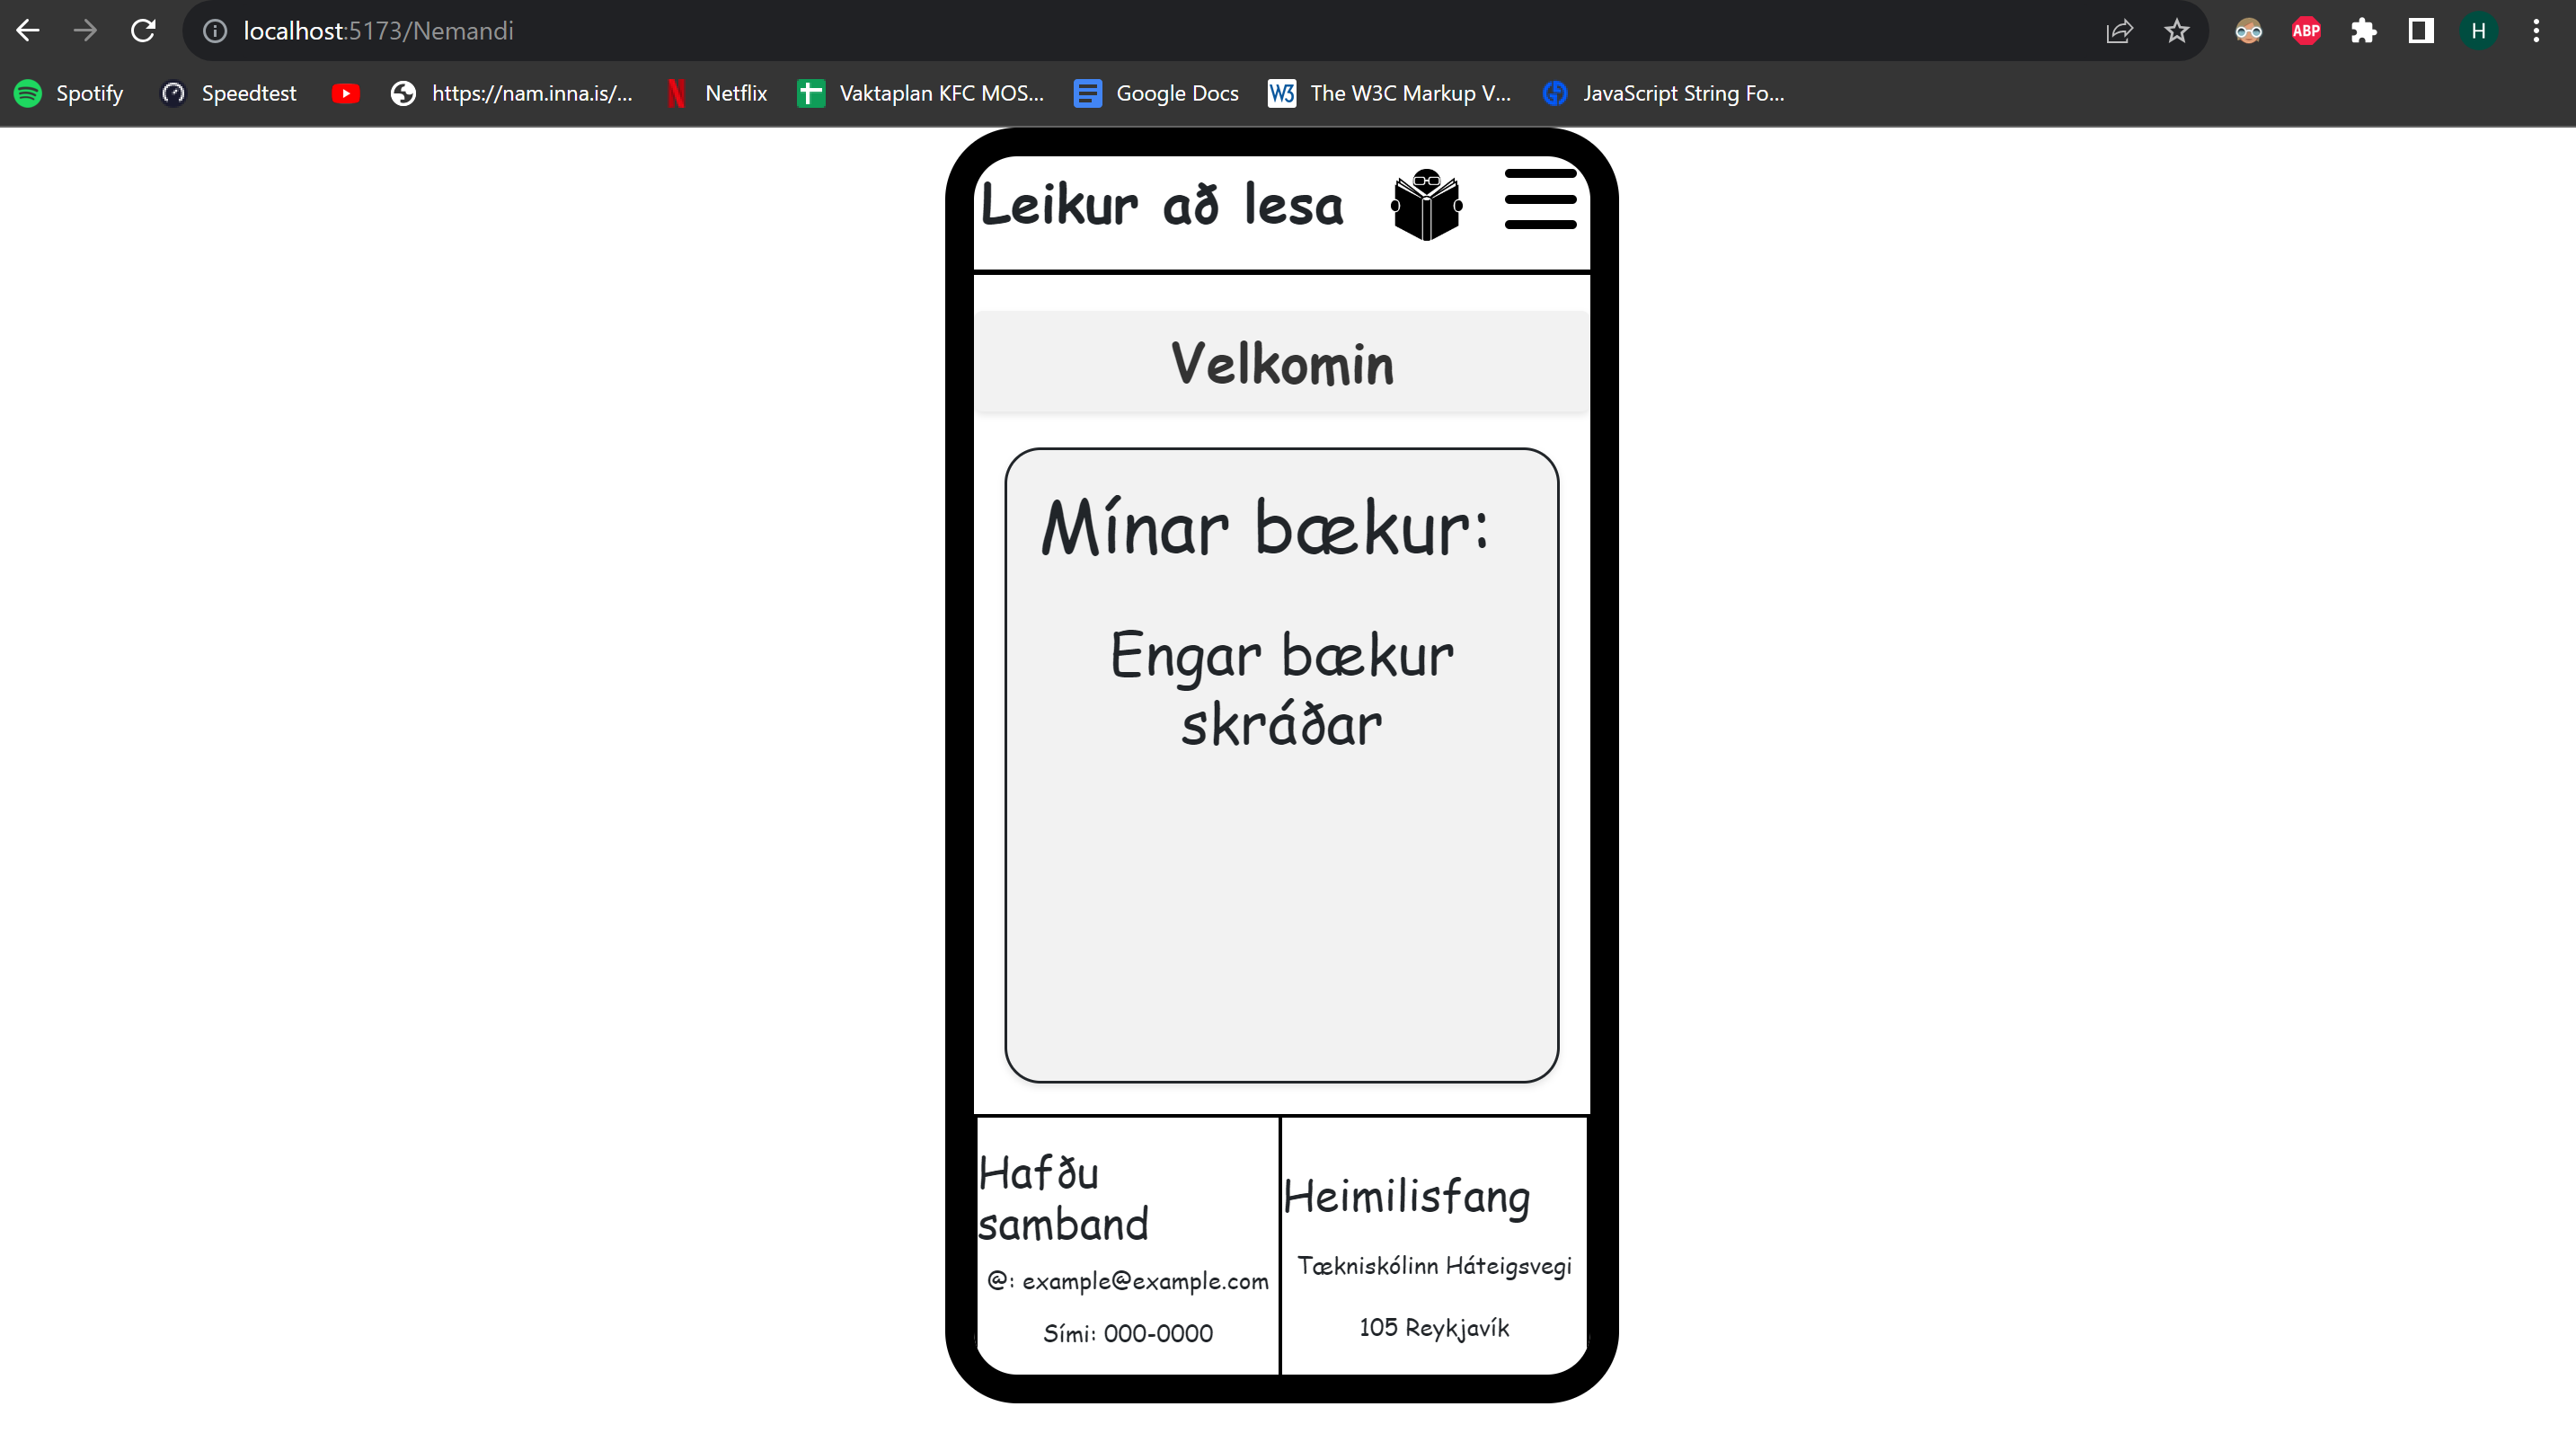 localhost:5173/Nemandi
ABP
H
Spotify
Speedtest
https://nam.inna.is/...
Netflix
Vaktaplan KFC MOS...
Google Docs
W3
The W3C Markup V...
JavaScript String Fo...
Leikur að lesa
Velkomin
Mínar bækur:
Engar bækur
skráðar
Hafðu
samband
@: example@example.com
Sími: 000-0000
Heimilisfang
Tækniskólinn Háteigsvegi
105 Reykjavík